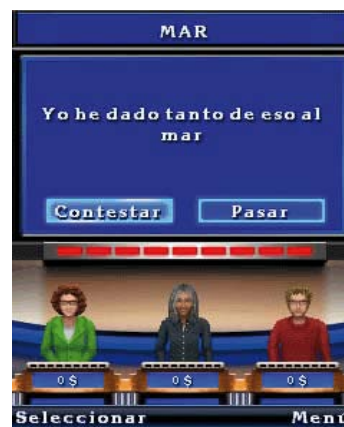 MAR
Yo he dado tanto de eso al
mar
Contestar Pasar
0 $ 0 $ 0 $
Seleccionar Menú